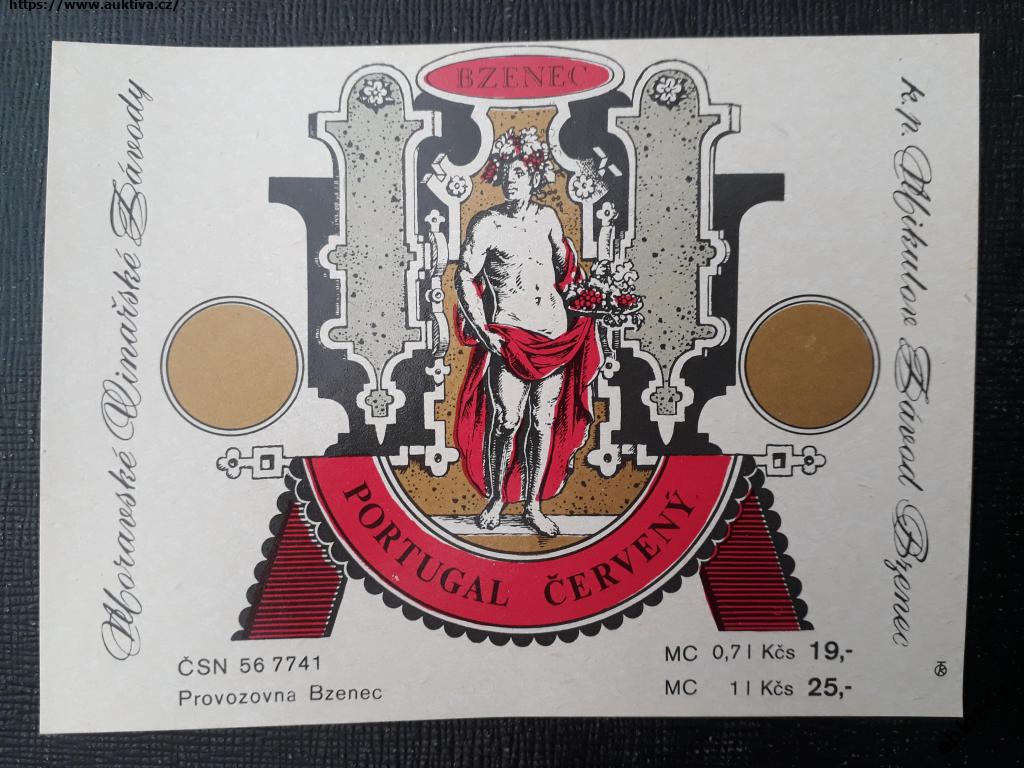 https://www.auktiva.cz/
BZENEC
Moravské Vinařské Závody
k.p. Mikulov Závod Bzenec
PORTUGAL ČERVENÝ
ČSN 56 7741
Provozovna Bzenec
MC 0,7 l Kčs 19,-
MC 1 l Kčs 25,-